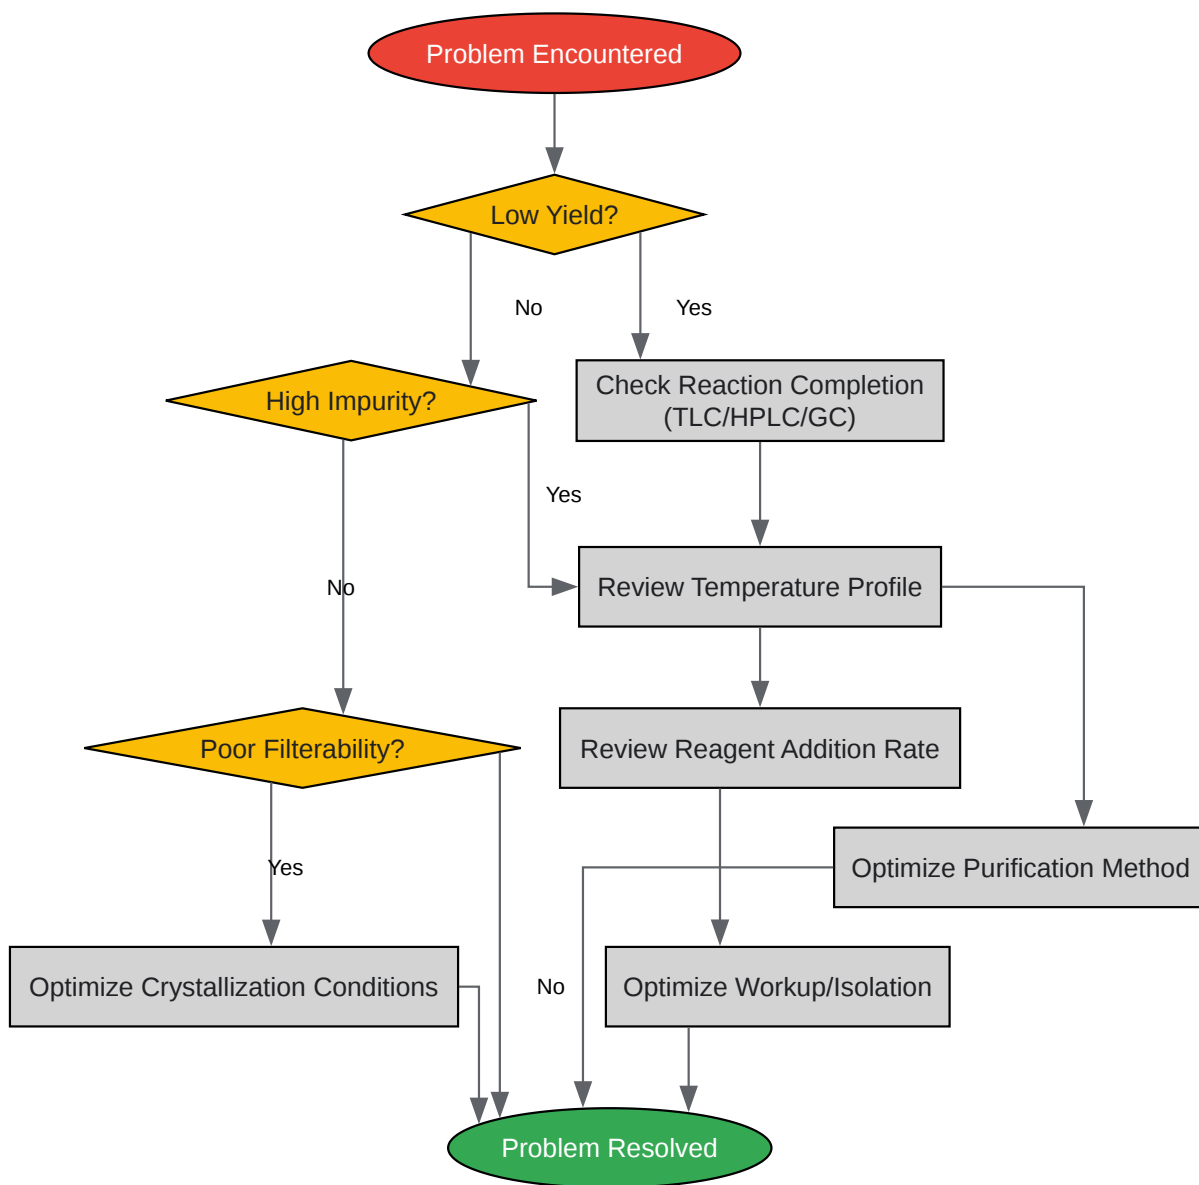 Problem Encountered
Low Yield?
No
Yes
High Impurity?
Check Reaction Completion
(TLC/HPLC/GC)
Yes
No
Review Temperature Profile
Poor Filterability?
Review Reagent Addition Rate
Yes
Optimize Purification Method
Optimize Crystallization Conditions
No
Optimize Workup/Isolation
Problem Resolved